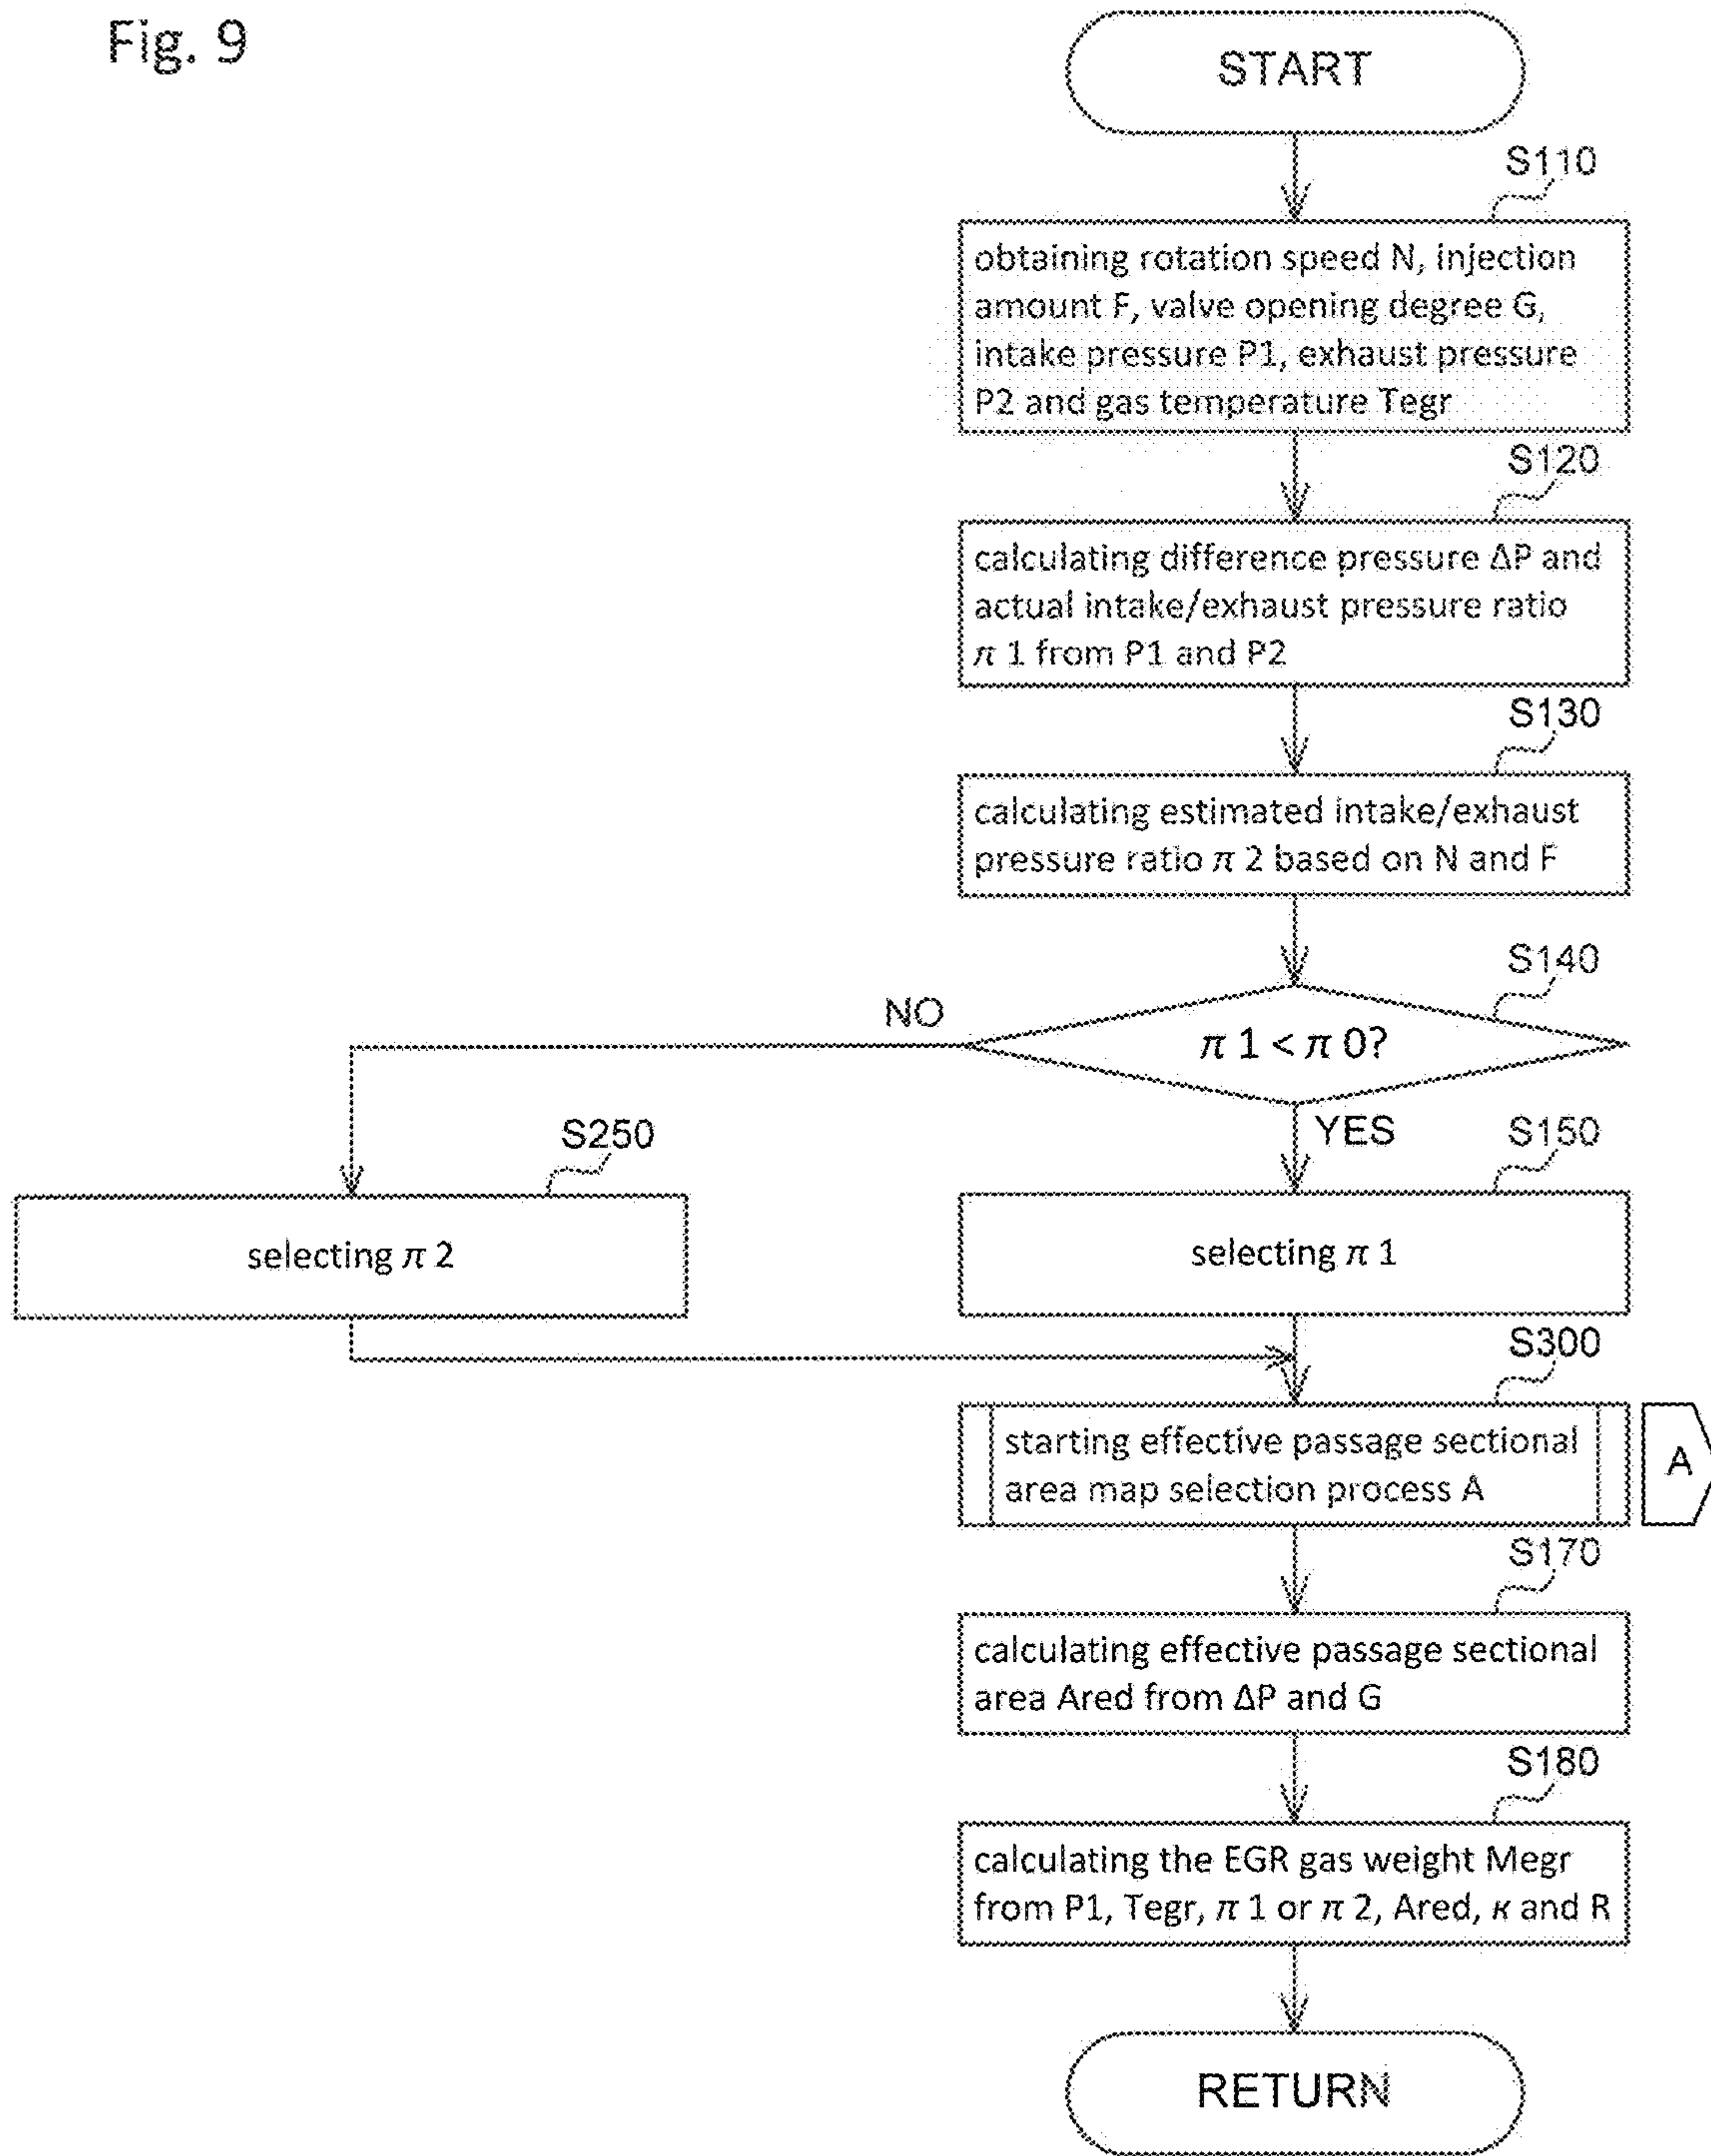 Fig. 9
START
S110
obtaining rotation speed N, injection
amount F, valve opening degree G,
intake pressure P1, exhaust pressure
P2 and gas temperature Tegr
S120
calculating difference pressure ΔP and
actual intake/exhaust pressure ratio
π 1 from P1 and P2
S130
calculating estimated intake/exhaust
pressure ratio π 2 based on N and F
S140
π 1 < π 0?
NO
YES
S250
selecting π 2
S150
selecting π 1
S300
starting effective passage sectional
area map selection process A
A
S170
calculating effective passage sectional
area Ared from ΔP and G
S180
calculating the EGR gas weight Megr
from P1, Tegr, π 1 or π 2, Ared, κ and R
RETURN